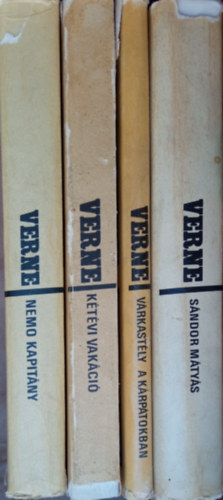 VERNE NEMO KAPITÁNY
VERNE KÉTÉVI VAKÁCIÓ
VERNE VÁRKASTÉLY A KÁRPÁTOKBAN
VERNE SÁNDOR MÁTYÁS